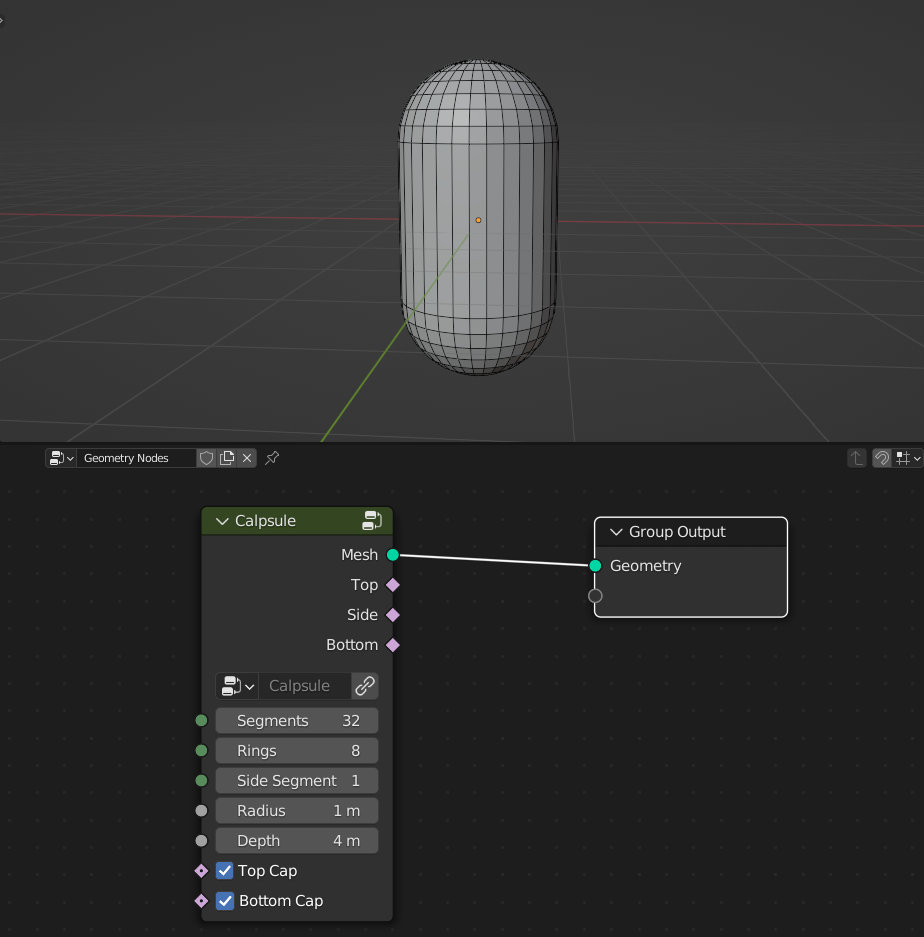 Geometry Nodes
Calpsule
Mesh
Top
Side
Bottom
Calpsule
Segments 32
Rings 8
Side Segment 1
Radius 1 m
Depth 4 m
Top Cap
Bottom Cap
Group Output
Geometry